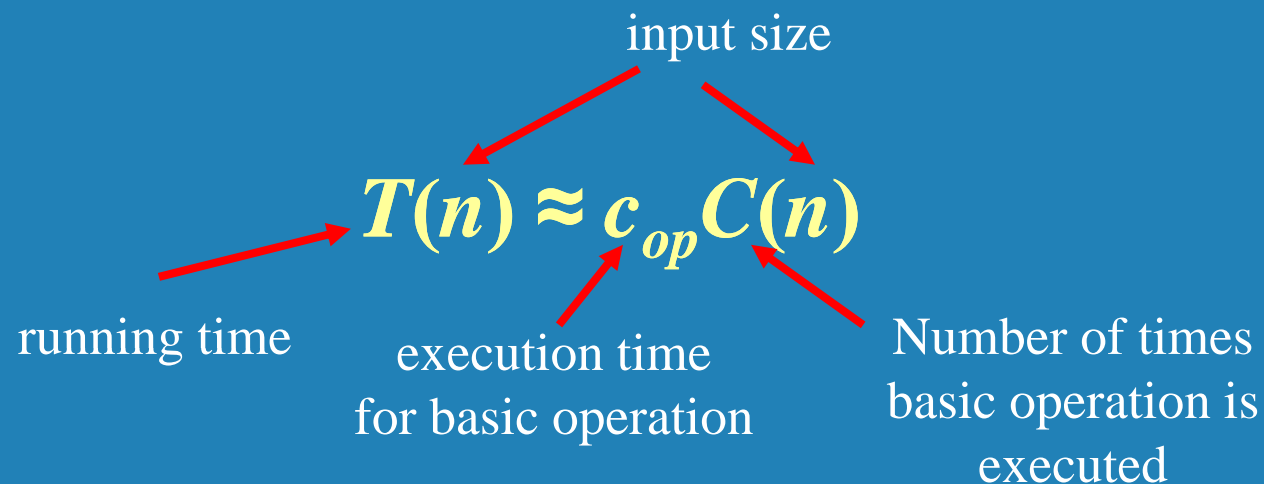 input size
T(n) ≈ c_op C(n)
running time
execution time
for basic operation
Number of times
basic operation is
executed